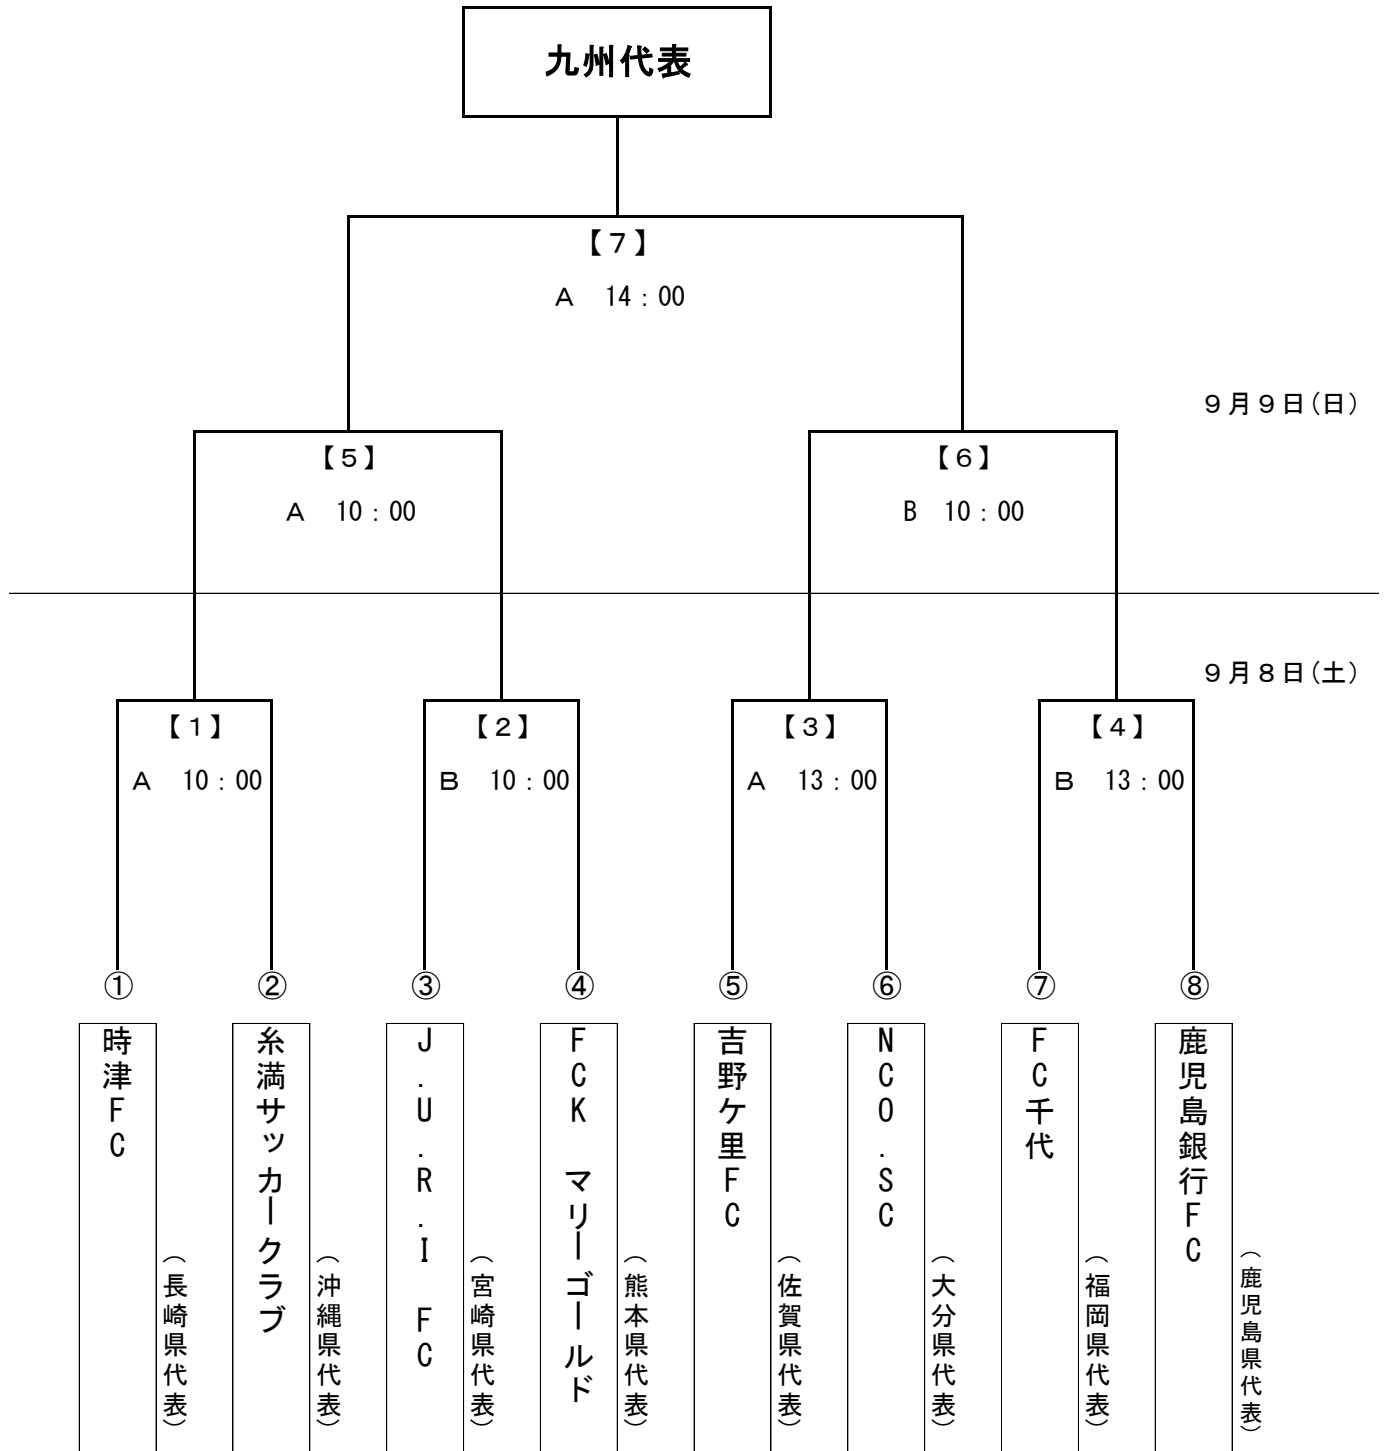 九州代表
【7】
A 14:00
9月9日(日)
【5】
【6】
A 10:00
B 10:00
9月8日(土)
【1】
【2】
【3】
【4】
A 10:00
B 10:00
A 13:00
B 13:00
①
②
③
④
⑤
⑥
⑦
⑧
時津FC
(長崎県代表)
糸満サッカークラブ
(沖縄県代表)
J.U.R.I FC
(宮崎県代表)
FCK マリーゴールド
(熊本県代表)
吉野ケ里FC
(佐賀県代表)
NCO.SC
(大分県代表)
FC千代
(福岡県代表)
鹿児島銀行FC
(鹿児島県代表)